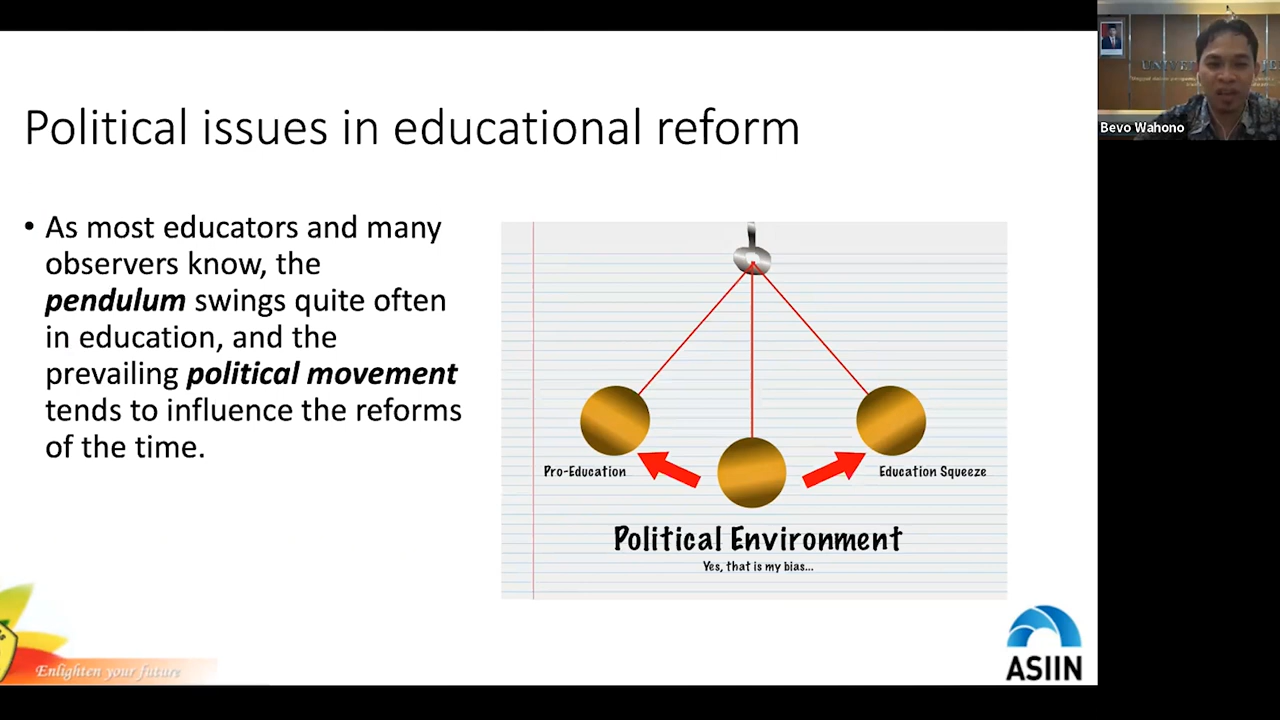 Political issues in educational reform
• As most educators and many
observers know, the
pendulum swings quite often
in education, and the
prevailing political movement
tends to influence the reforms
of the time.
Pro-Education
Education Squeeze
Political Environment
Yes, that is my bias...
Enlighten your future
ASIIN
Bevo Wahono